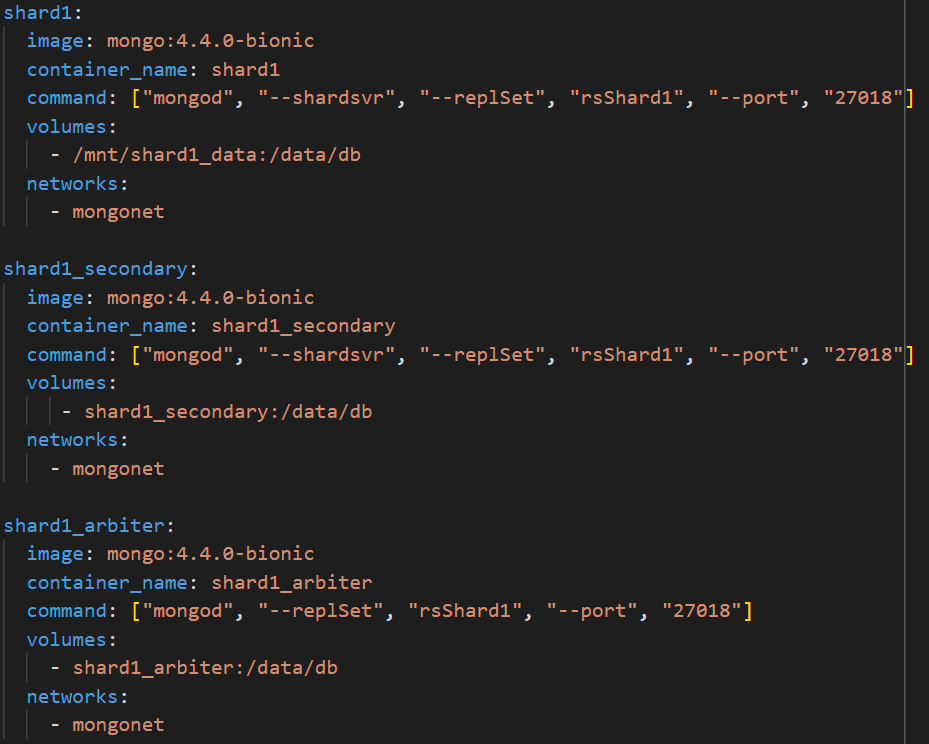 shard1:
  image: mongo:4.4.0-bionic
  container_name: shard1
  command: ["mongod", "--shardsvr", "--replSet", "rsShard1", "--port", "27018"]
  volumes:
    - /mnt/shard1_data:/data/db
  networks:
    - mongonet

shard1_secondary:
  image: mongo:4.4.0-bionic
  container_name: shard1_secondary
  command: ["mongod", "--shardsvr", "--replSet", "rsShard1", "--port", "27018"]
  volumes:
     - shard1_secondary:/data/db
  networks:
    - mongonet

shard1_arbiter:
  image: mongo:4.4.0-bionic
  container_name: shard1_arbiter
  command: ["mongod", "--replSet", "rsShard1", "--port", "27018"]
  volumes:
    - shard1_arbiter:/data/db
  networks:
    - mongonet